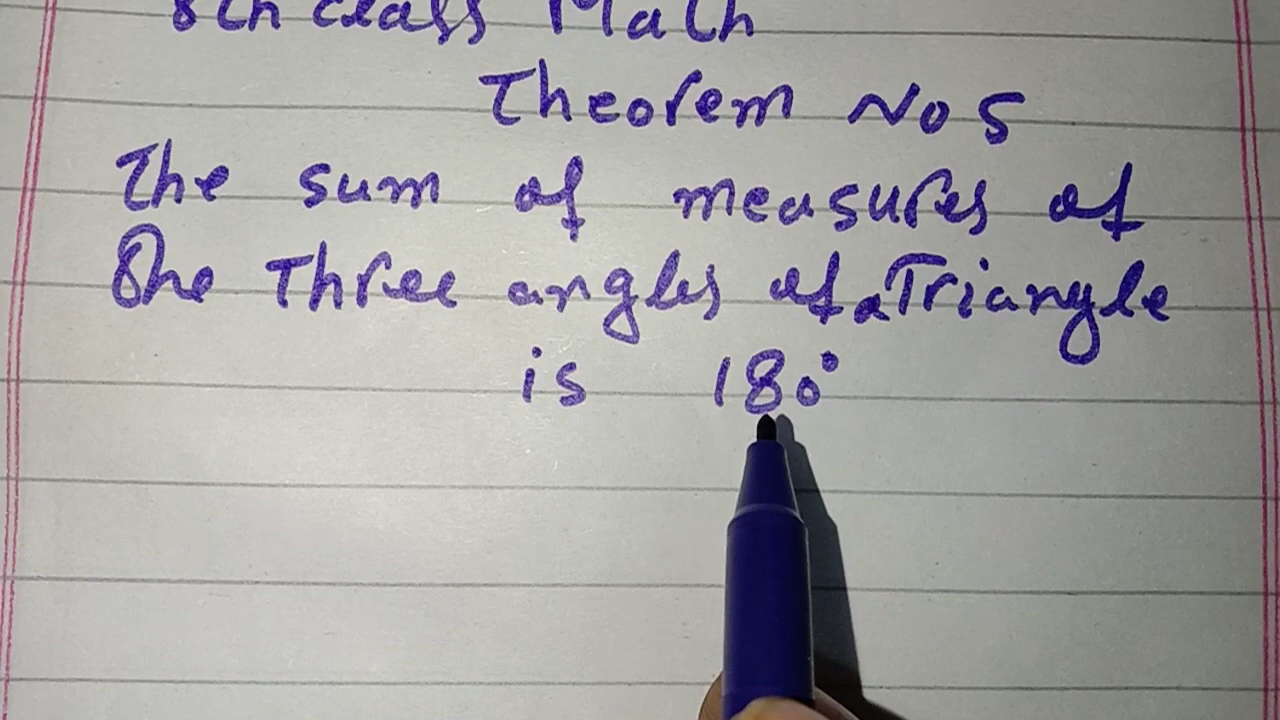 8th class Math
Theorem No 5
The sum of measures of
the Three angles of a Triangle
is 180°